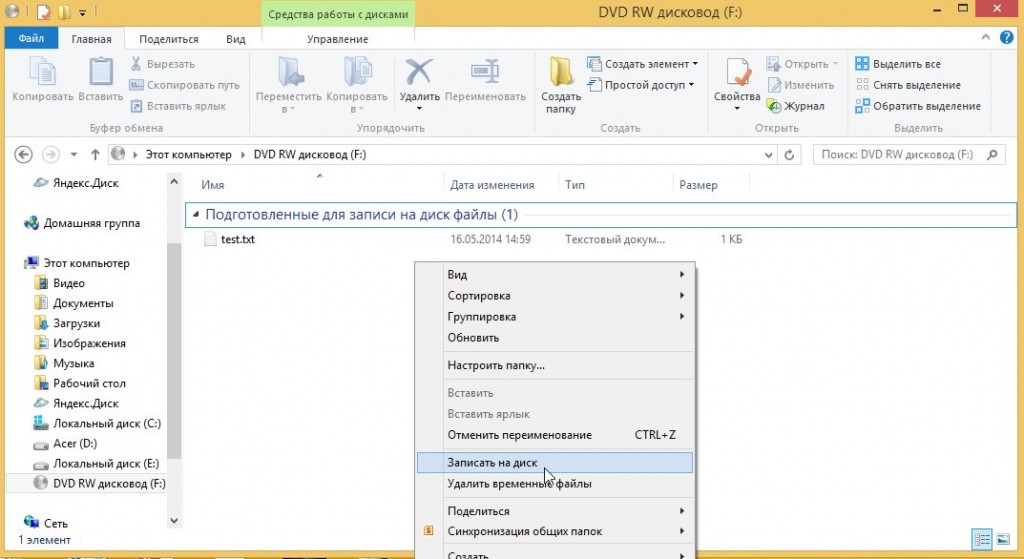 Средства работы с дисками
DVD RW дисковод (F:)
Файл
Главная
Поделиться
Вид
Управление
Копировать
Вставить
Вырезать
Скопировать путь
Вставить ярлык
Буфер обмена
Переместить в
Копировать в
Удалить
Переименовать
Упорядочить
Создать папку
Создать элемент
Простой доступ
Создать
Свойства
Открыть
Изменить
Журнал
Открыть
Выделить все
Снять выделение
Обратить выделение
Выделить
Этот компьютер
DVD RW дисковод (F:)
Поиск: DVD RW дисковод (F:)
Яндекс.Диск
Домашняя группа
Этот компьютер
Видео
Документы
Загрузки
Изображения
Музыка
Рабочий стол
Яндекс.Диск
Локальный диск (C:)
Acer (D:)
Локальный диск (E:)
DVD RW дисковод (F:)
Сеть
1 элемент
Имя
Дата изменения
Тип
Размер
Подготовленные для записи на диск файлы (1)
test.txt
16.05.2014 14:59
Текстовый докум...
1 КБ
Вид
Сортировка
Группировка
Обновить
Настроить папку...
Вставить
Вставить ярлык
Отменить переименование CTRL+Z
Записать на диск
Удалить временные файлы
Поделиться
Синхронизация общих папок
Создать